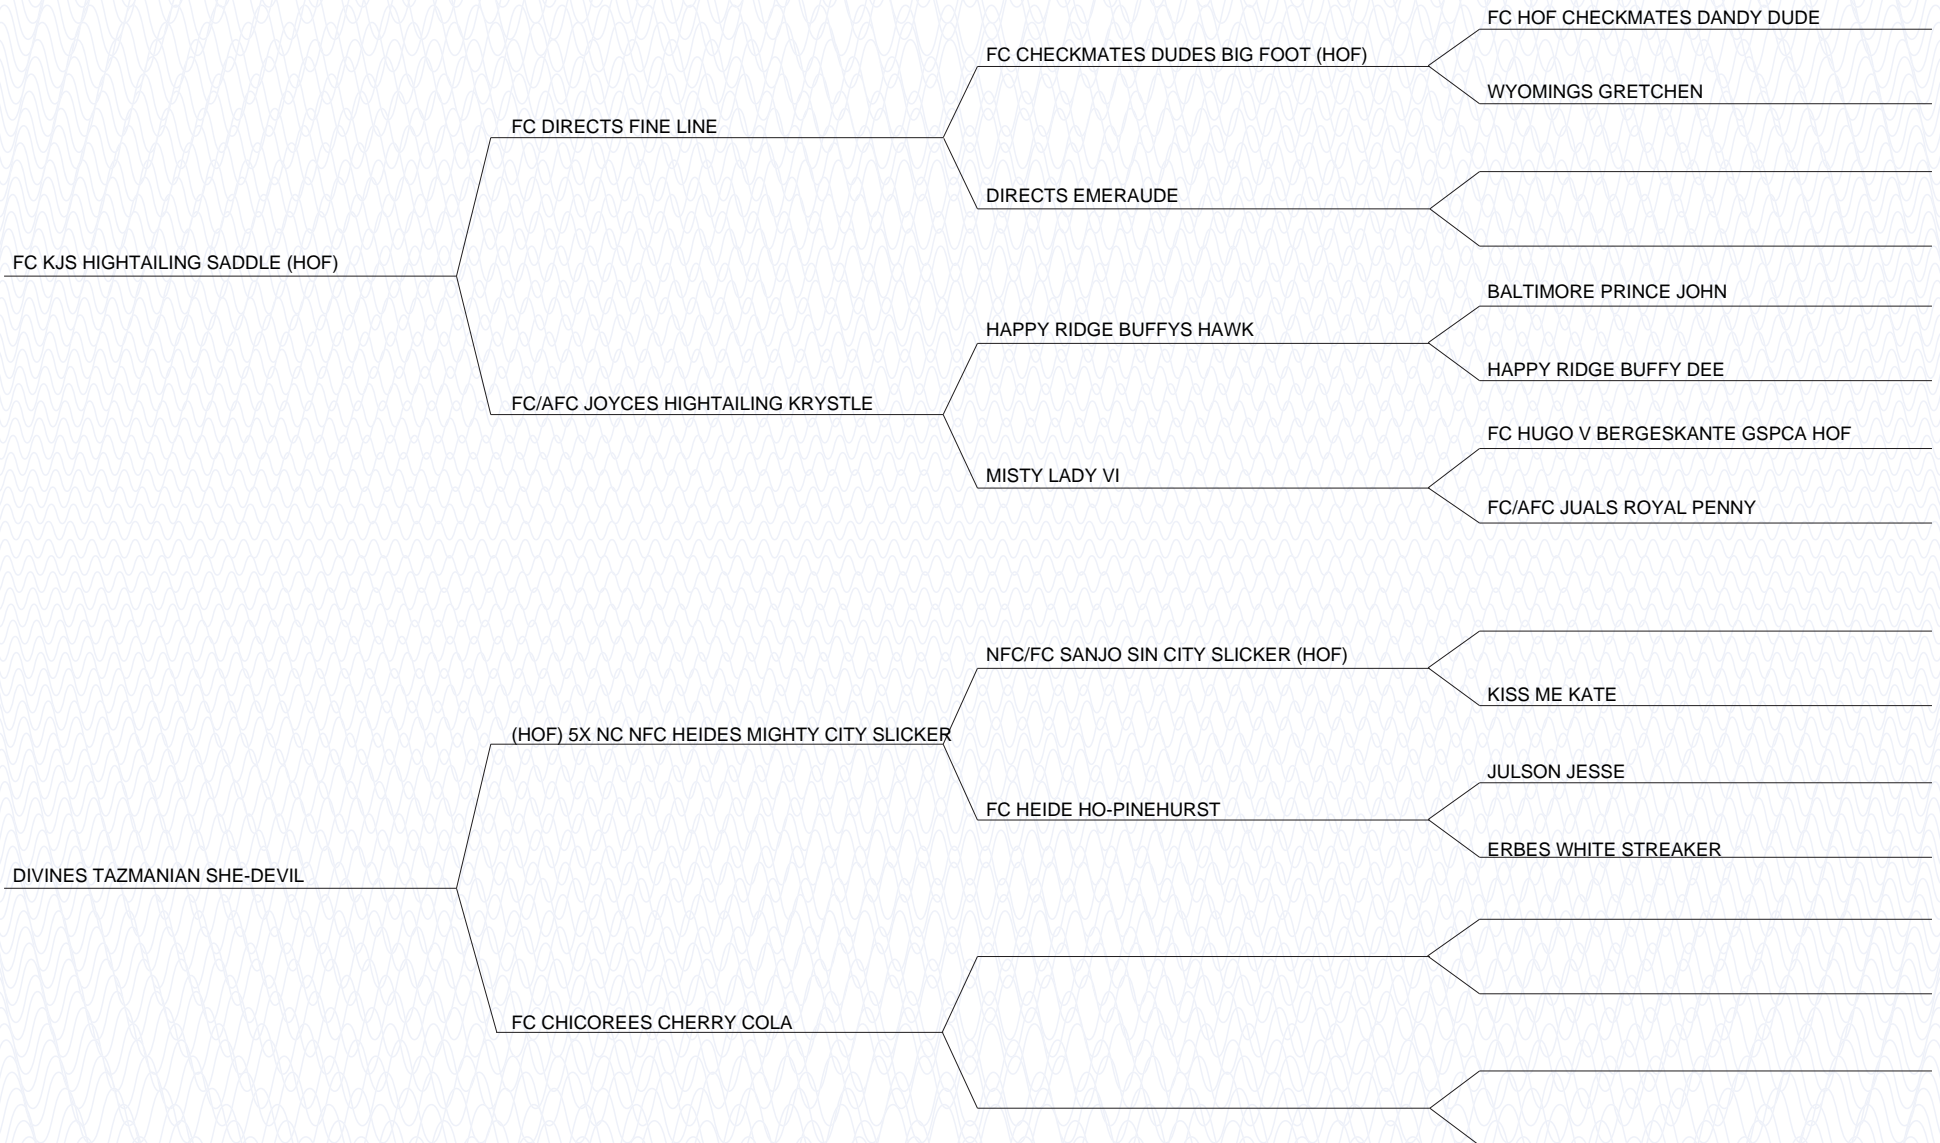 FC HOF CHECKMATES DANDY DUDE
FC CHECKMATES DUDES BIG FOOT (HOF)
WYOMINGS GRETCHEN
FC DIRECTS FINE LINE
DIRECTS EMERAUDE
FC KJS HIGHTAILING SADDLE (HOF)
BALTIMORE PRINCE JOHN
HAPPY RIDGE BUFFYS HAWK
HAPPY RIDGE BUFFY DEE
FC/AFC JOYCES HIGHTAILING KRYSTLE
FC HUGO V BERGESKANTE GSPCA HOF
MISTY LADY VI
FC/AFC JUALS ROYAL PENNY
NFC/FC SANJO SIN CITY SLICKER (HOF)
KISS ME KATE
(HOF) 5X NC NFC HEIDES MIGHTY CITY SLICKER
JULSON JESSE
FC HEIDE HO-PINEHURST
ERBES WHITE STREAKER
DIVINES TAZMANIAN SHE-DEVIL
FC CHICOREES CHERRY COLA